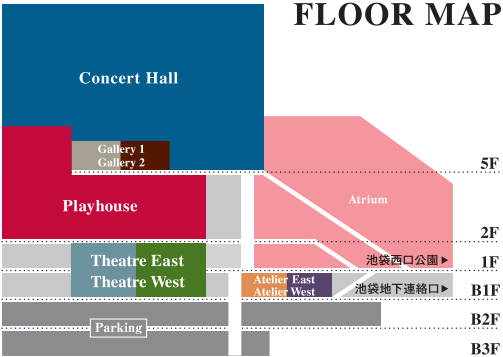 FLOOR MAP
Concert Hall
Gallery 1
Gallery 2
5F
Playhouse
Atrium
2F
Theatre East
Theatre West
池袋西口公園▶
1F
Atelier East
Atelier West
池袋地下連絡口▶
B1F
Parking
B2F
B3F